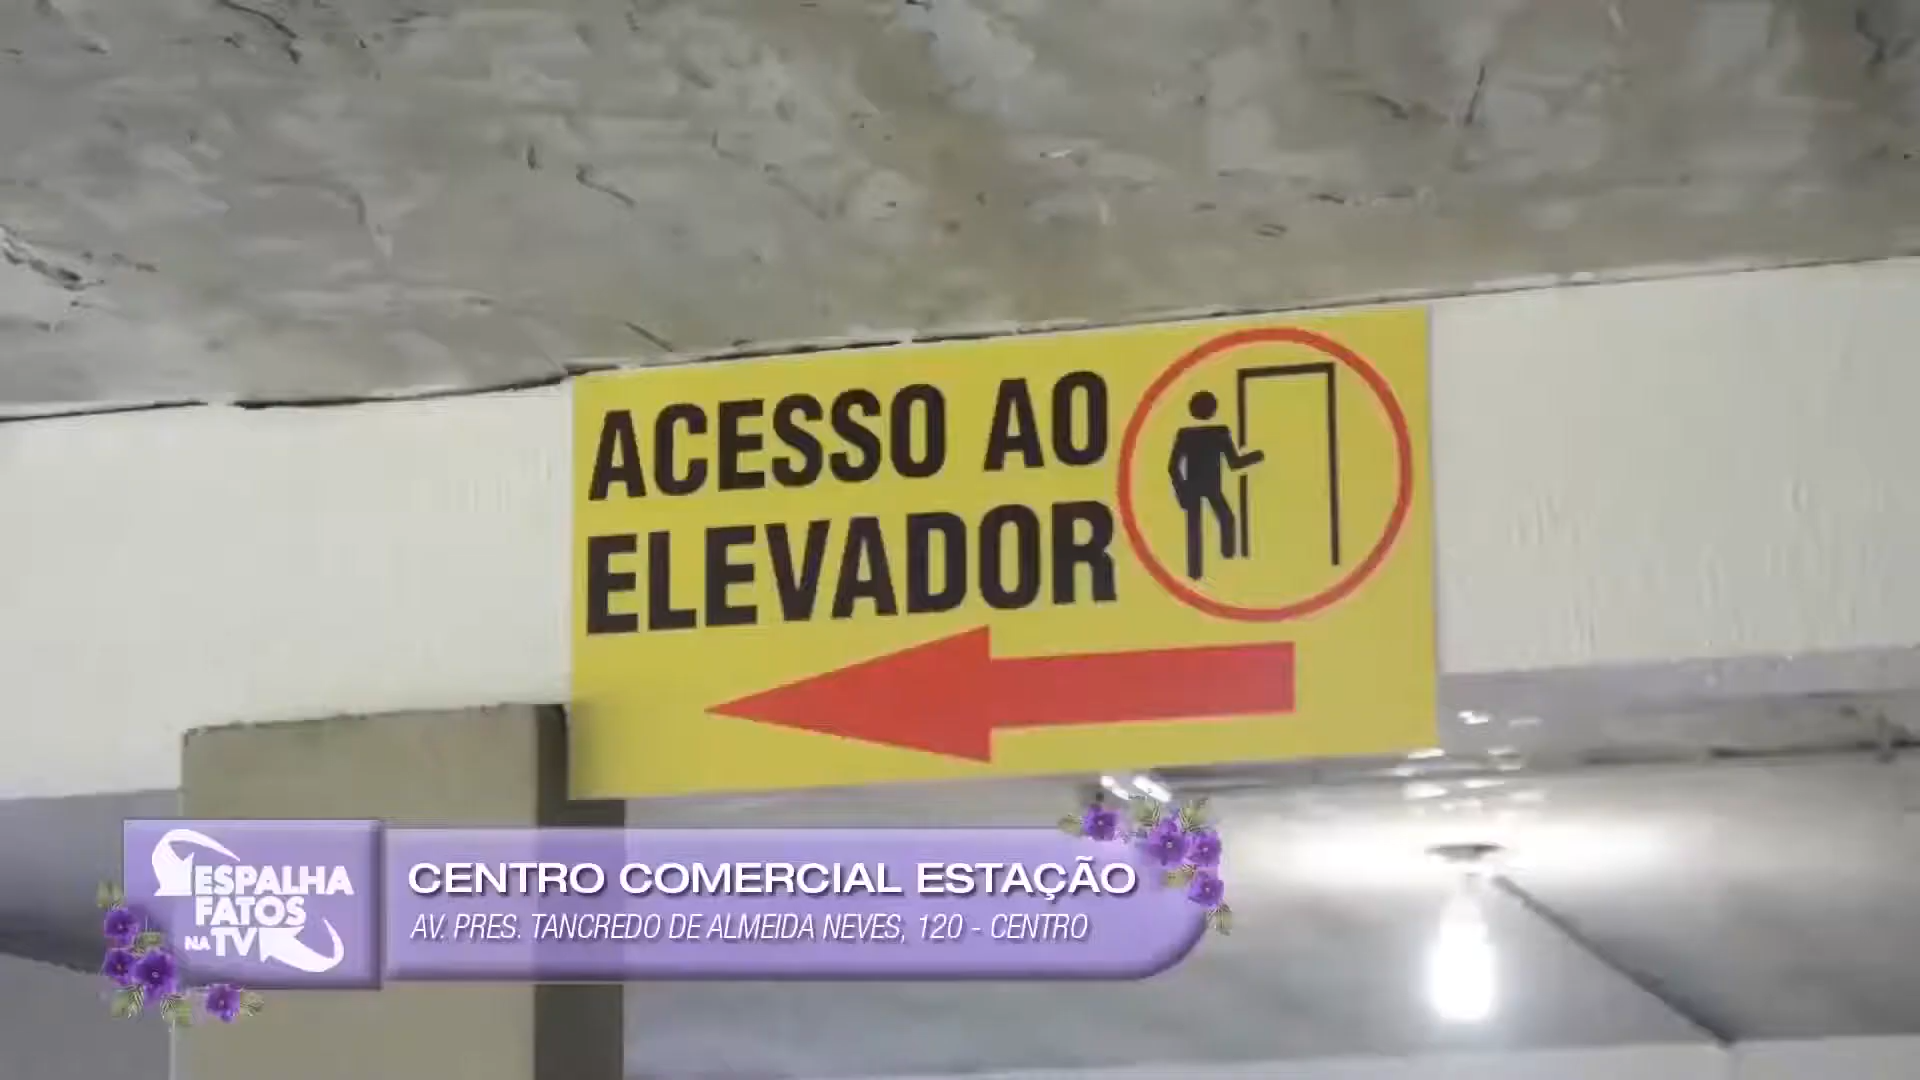 ACESSO AO
ELEVADOR
ESPALHA
FATOS
NA TV
CENTRO COMERCIAL ESTAÇÃO
AV. PRES. TANCREDO DE ALMEIDA NEVES, 120 - CENTRO